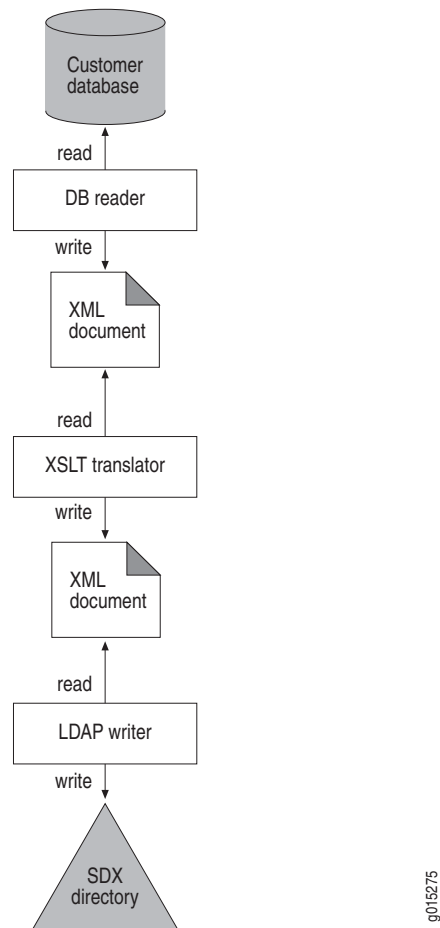 Customer
database
read
DB reader
write
XML
document
read
XSLT translator
write
XML
document
read
LDAP writer
write
SDX
directory
g015275